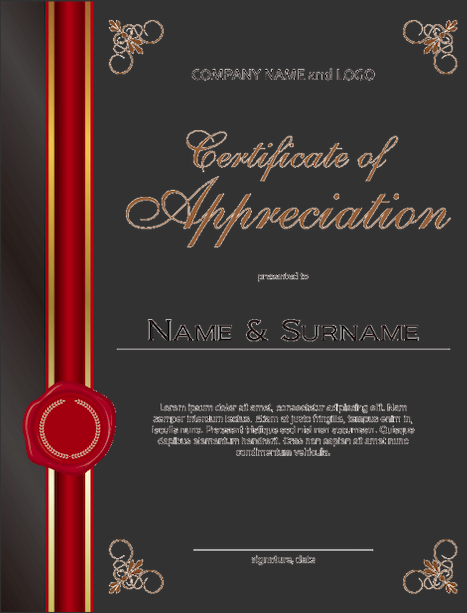 COMPANY NAME and LOGO
Certificate of
Appreciation
presented to
NAME & SURNAME
Lorem ipsum dolor sit amet, consectetur adipiscing elit. Nam
semper interdum lectus. Etiam at justo fringilla, tempus enim in,
iaculis nunc. Praesent tristique sed nisl non accumsan. Quisque
dapibus elementum hendrerit. Cras non sapien sit amet nunc
condimentum vehicula.
signature, date